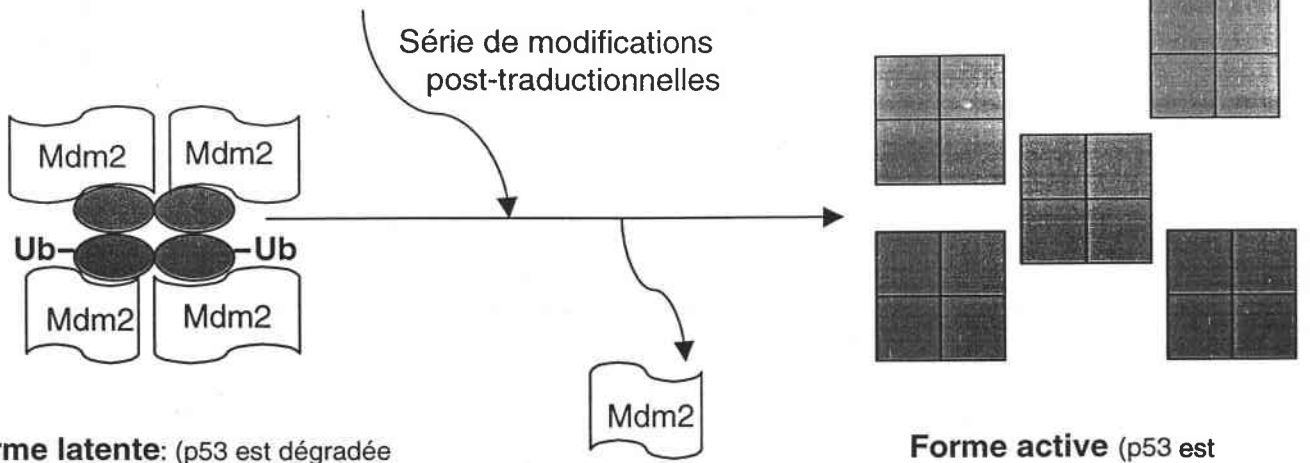 Série de modifications
post-traductionnelles
Mdm2 Mdm2
Ub Ub
Mdm2 Mdm2
Mdm2
latente: (p53 est dégradée
Forme active (p53 est